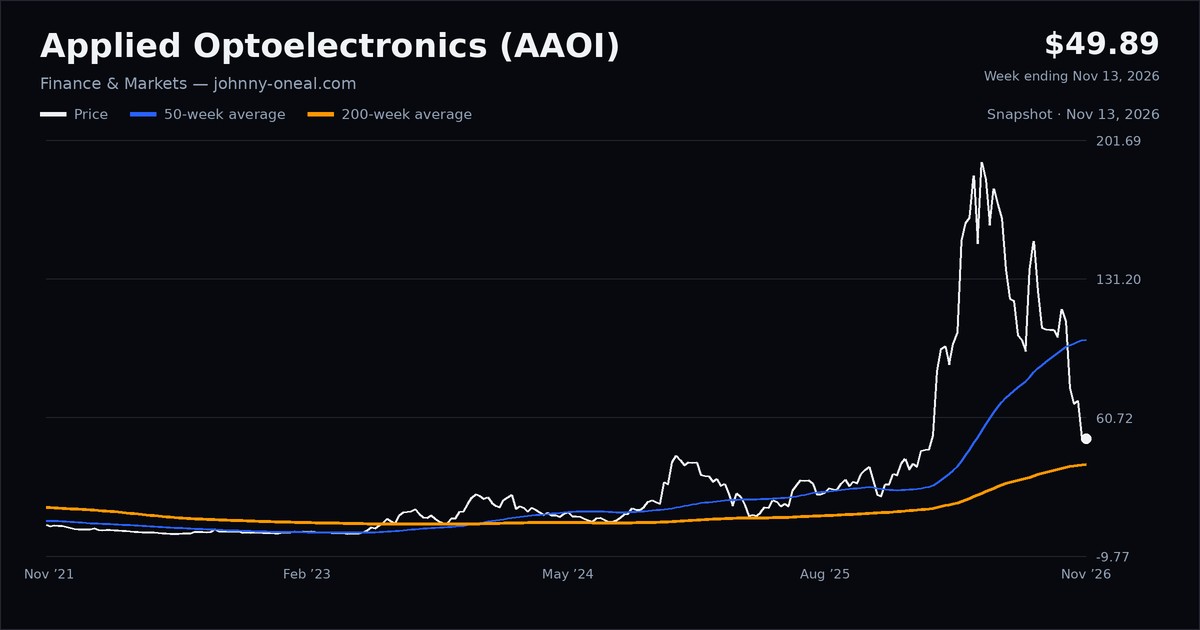 Applied Optoelectronics (AAOI)
$49.89
Finance & Markets — johnny-oneal.com
Week ending Nov 13, 2026
Price
50-week average
200-week average
Snapshot · Nov 13, 2026
201.69
131.20
60.72
-9.77
Nov ’21
Feb ’23
May ’24
Aug ’25
Nov ’26